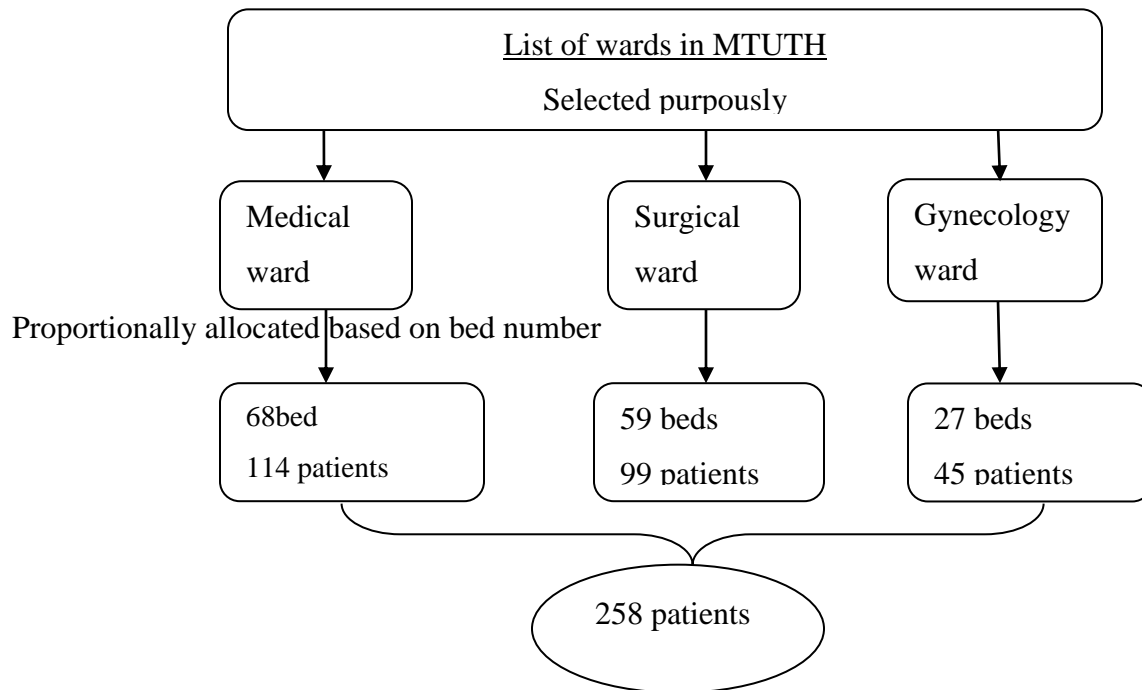 List of wards in MTUTH
Selected purpously
Medical
ward
Surgical
ward
Gynecology
ward
Proportionally allocated based on bed number
68bed
114 patients
59 beds
99 patients
27 beds
45 patients
258 patients